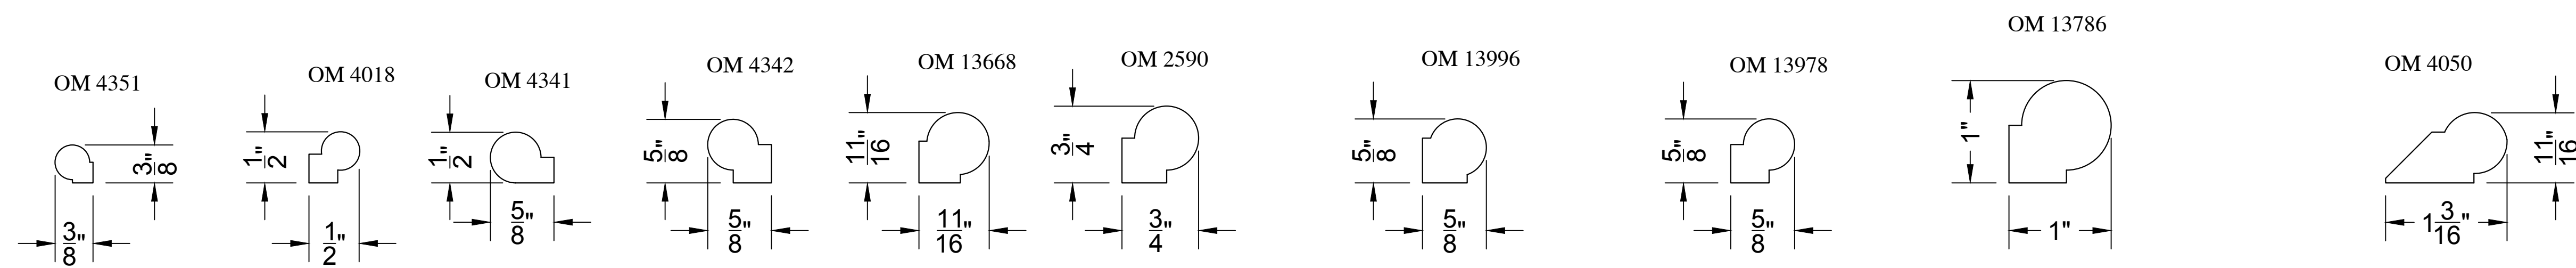 OM 4351
3/8"
3/8"
OM 4018
1/2"
1/2"
OM 4341
1/2"
5/8"
OM 4342
5/8"
5/8"
OM 13668
11/16"
11/16"
OM 2590
3/4"
3/4"
OM 13996
5/8"
5/8"
OM 13978
5/8"
5/8"
OM 13786
1"
1"
OM 4050
11/16"
1 3/16"